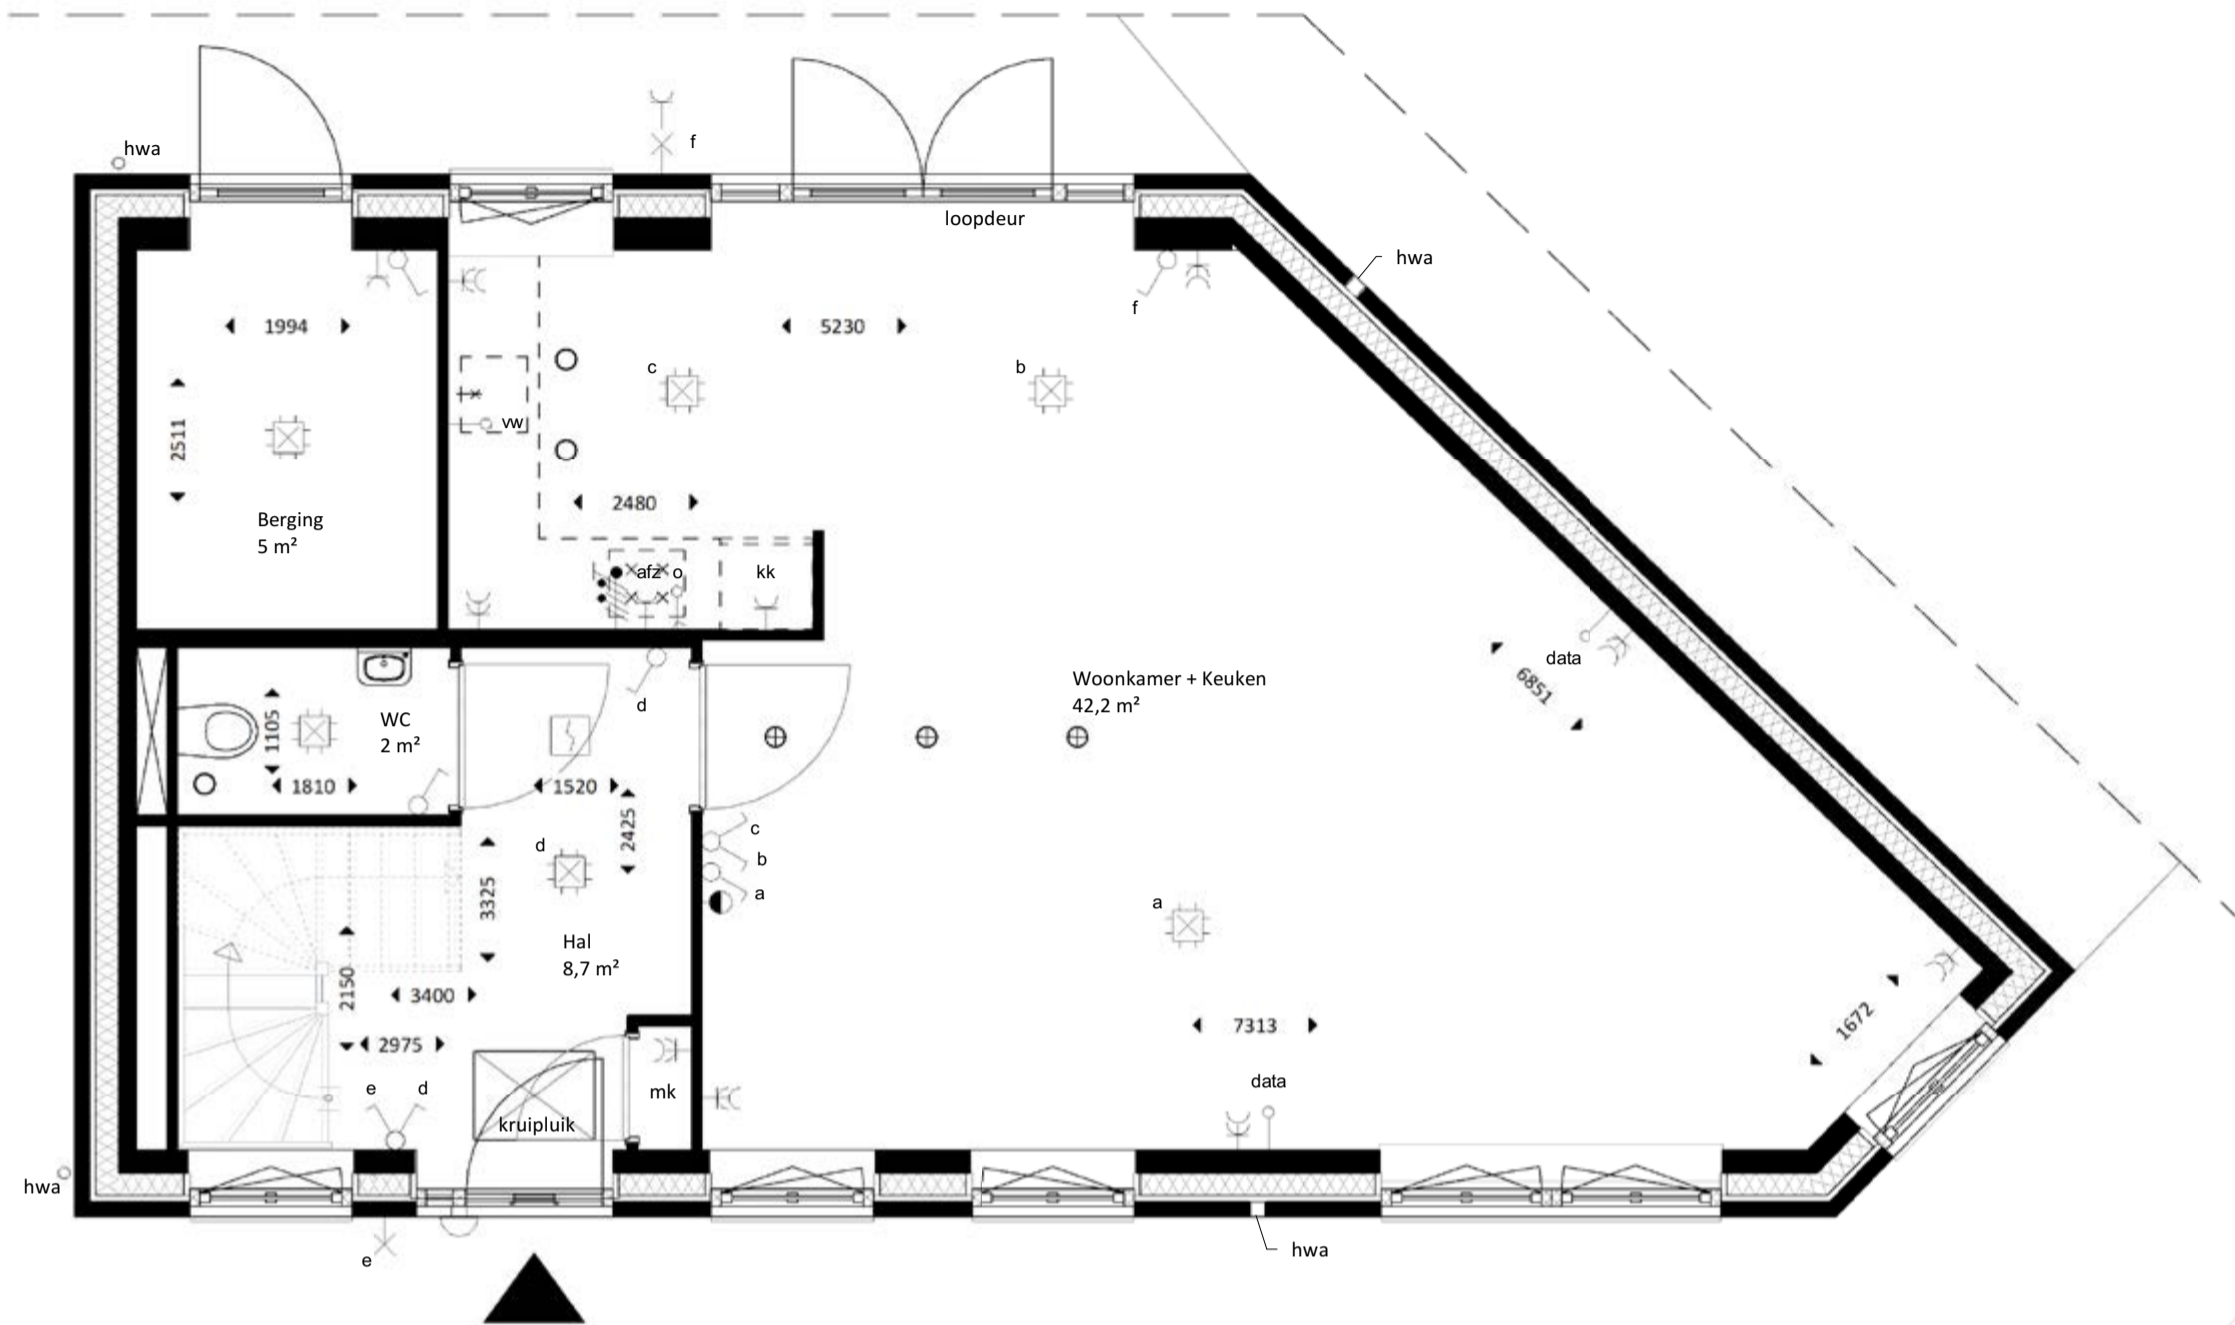 hwa
f
loopdeur
hwa
f
1994
5230
c
b
2511
vw
2480
Berging
5 m²
afz
o
kk
data
6851
Woonkamer + Keuken
42,2 m²
d
WC
2 m²
1105
1810
1520
2425
c
b
a
d
3325
a
Hal
8,7 m²
2150
3400
2975
7313
1672
e
d
mk
data
kruipluik
hwa
e
hwa